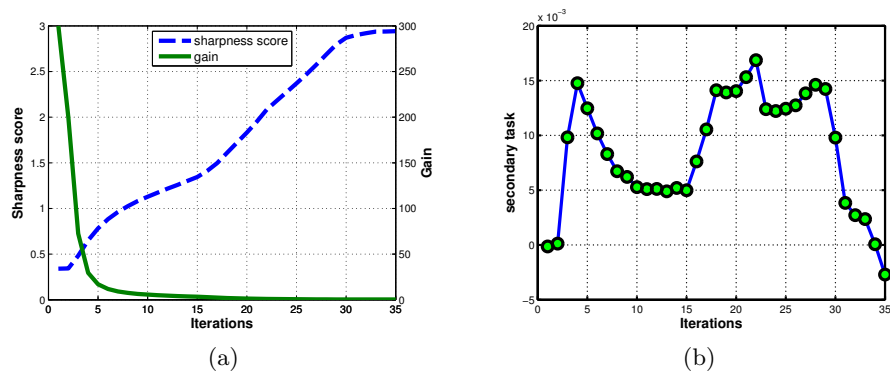 3
2.5
2
1.5
1
0.5
0
Sharpness score
sharpness score
gain
300
250
200
150
100
50
0
Gain
0 5 10 15 20 25 30 35
Iterations
(a)
x 10⁻³
20
15
10
5
0
−5
secondary task
0 5 10 15 20 25 30 35
Iterations
(b)